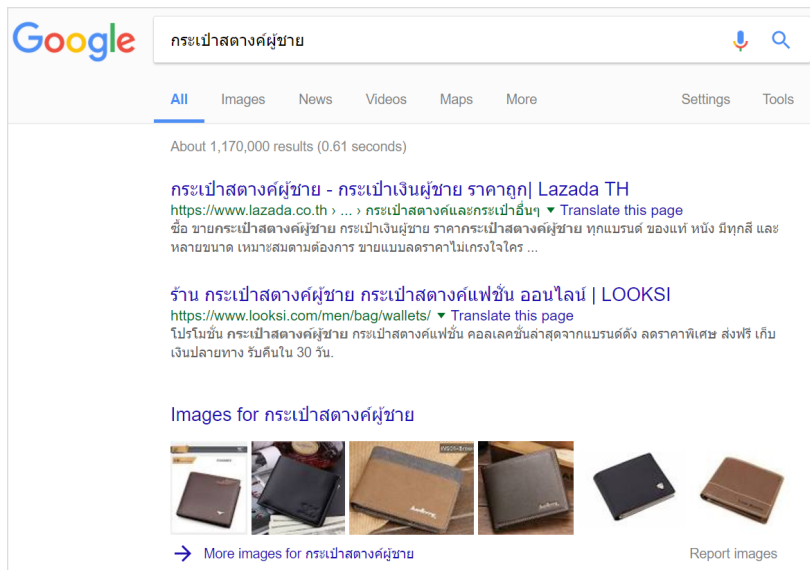 Google
กระเป๋าสตางค์ผู้ชาย
All Images News Videos Maps More Settings Tools
About 1,170,000 results (0.61 seconds)
กระเป๋าสตางค์ผู้ชาย - กระเป๋าเงินผู้ชาย ราคาถูก| Lazada TH
https://www.lazada.co.th › ... › กระเป๋าสตางค์และกระเป๋าอื่นๆ ▼ Translate this page
ซื้อ ขายกระเป๋าสตางค์ผู้ชาย กระเป๋าเงินผู้ชาย ราคากระเป๋าสตางค์ผู้ชาย ทุกแบรนด์ ของแท้ หนัง มีทุกสี และ
หลายขนาด เหมาะสมตามต้องการ ขายแบบลดราคาไม่เกรงใจใคร ...
ร้าน กระเป๋าสตางค์ผู้ชาย กระเป๋าสตางค์แฟชั่น ออนไลน์ | LOOKSI
https://www.looksi.com/men/bag/wallets/ ▼ Translate this page
โปรโมชั่น กระเป๋าสตางค์ผู้ชาย กระเป๋าสตางค์แฟชั่น คอลเลคชั่นล่าสุดจากแบรนด์ดัง ลดราคาพิเศษ ส่งฟรี เก็บ
เงินปลายทาง รับคืนใน 30 วัน.
Images for กระเป๋าสตางค์ผู้ชาย
More images for กระเป๋าสตางค์ผู้ชาย Report images